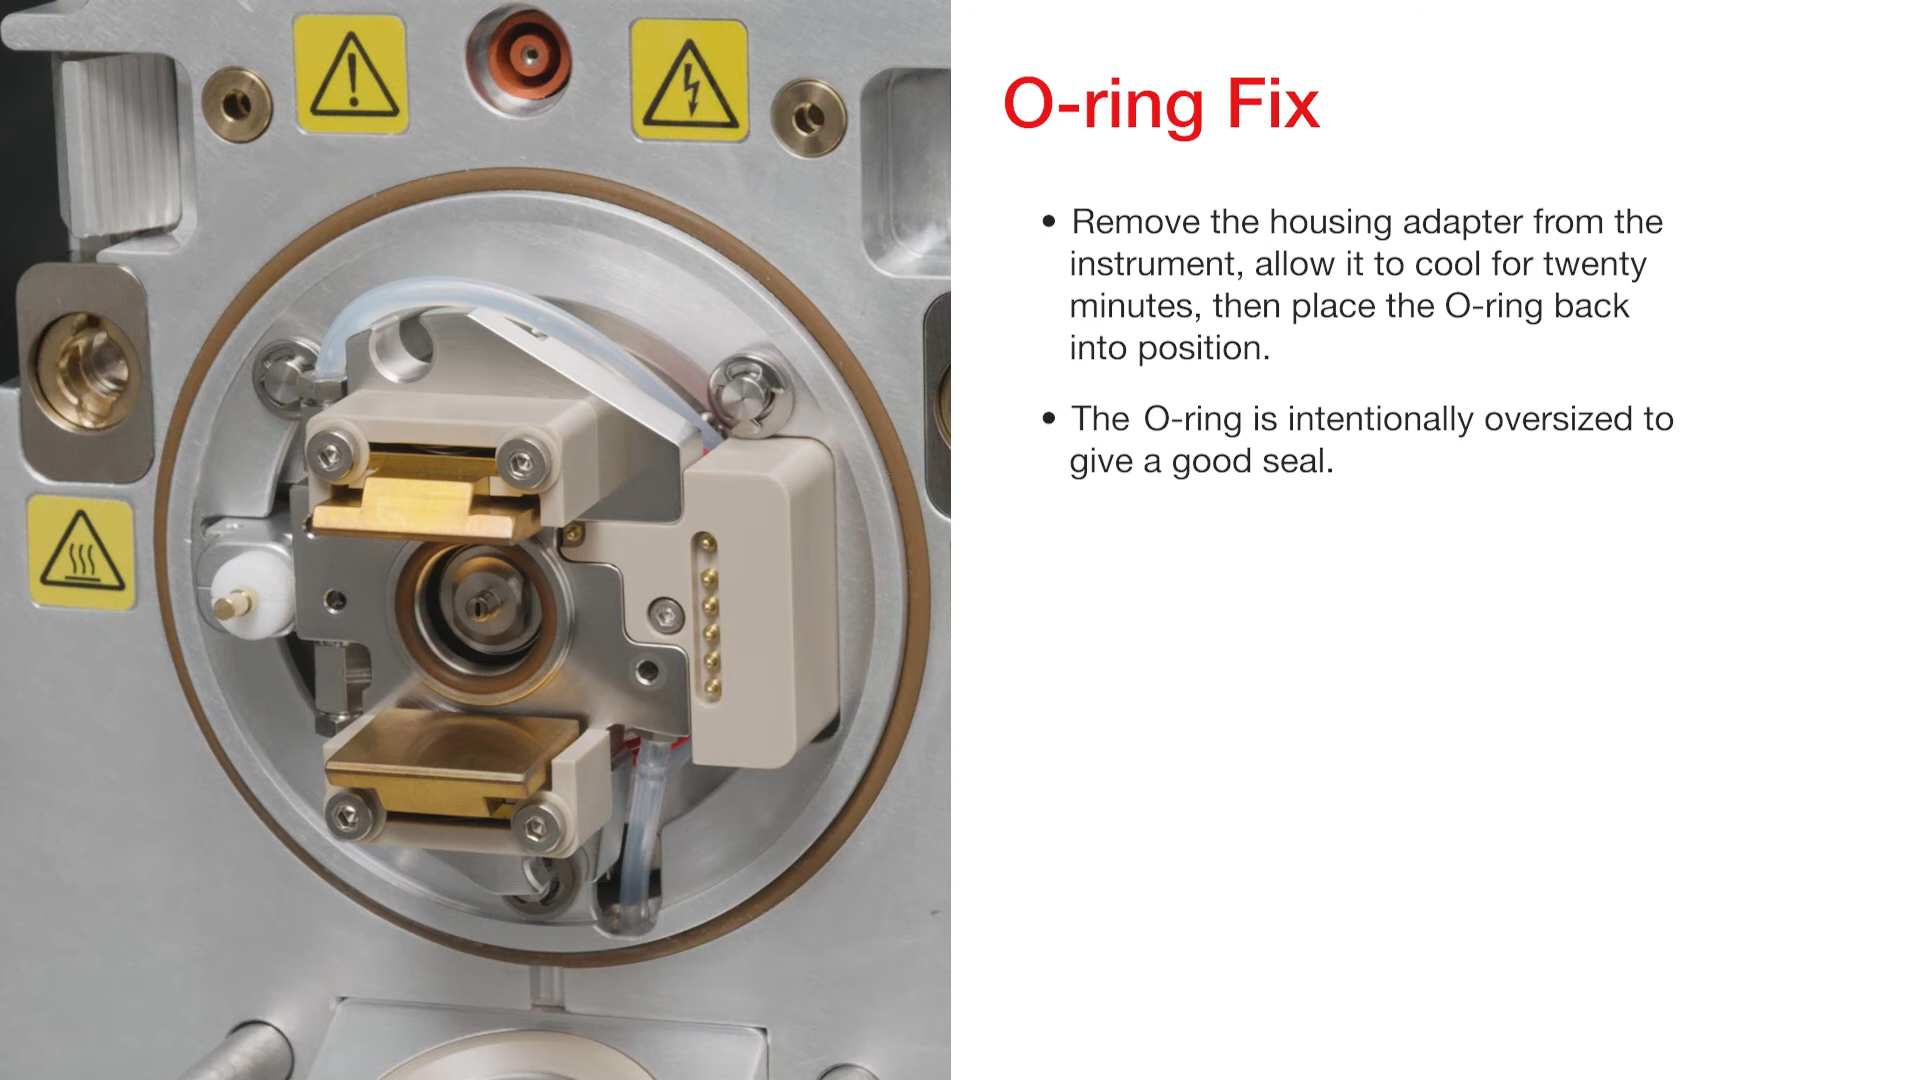 O-ring Fix
• Remove the housing adapter from the
instrument, allow it to cool for twenty
minutes, then place the O-ring back
into position.
• The O-ring is intentionally oversized to
give a good seal.